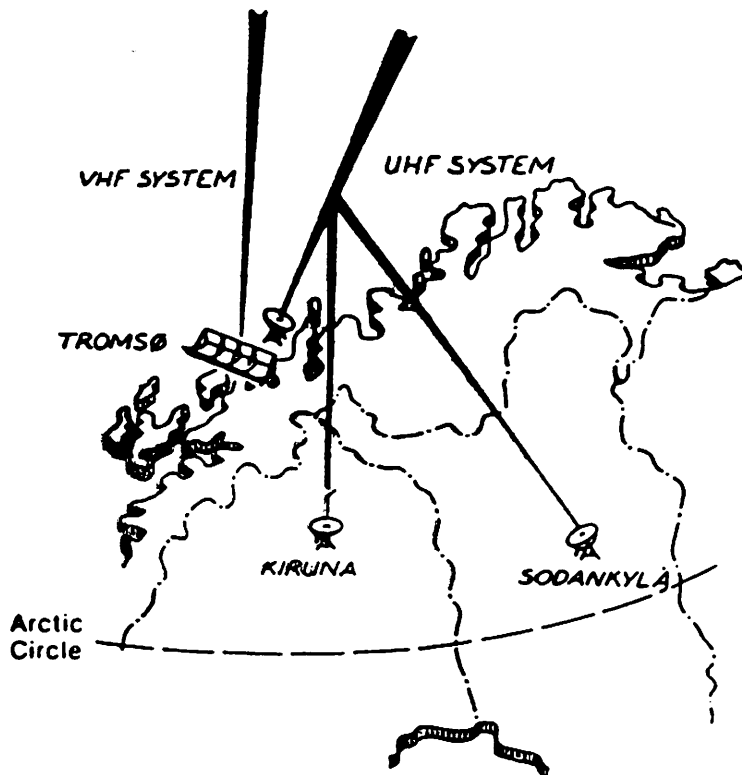 VHF SYSTEM
UHF SYSTEM
TROMSØ
KIRUNA
SODANKYLÄ
Arctic
Circle